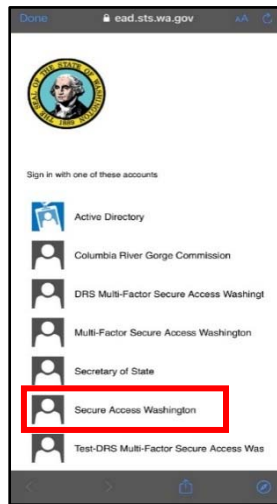 Done ead.sts.wa.gov AA
THE SEAL OF THE STATE OF WASHINGTON
1889
Sign in with one of these accounts
Active Directory
Columbia River Gorge Commission
DRS Multi-Factor Secure Access Washingt
Multi-Factor Secure Access Washington
Secretary of State
Secure Access Washington
Test-DRS Multi-Factor Secure Access Was